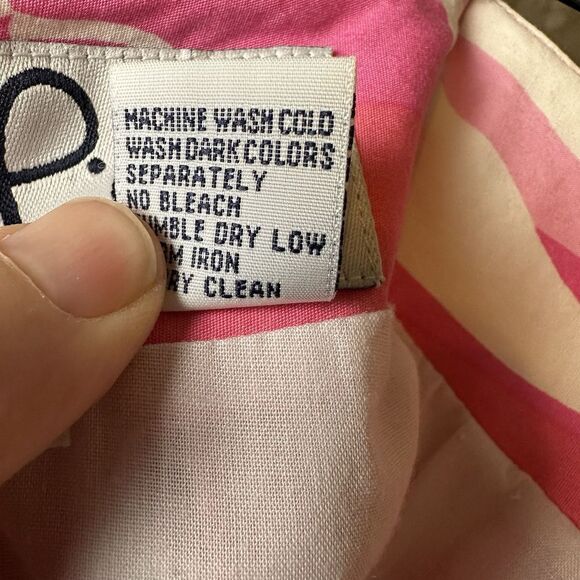 MACHINE WASH COLD
WASH DARK COLORS
SEPARATELY
NO BLEACH
DRY LOW
IRON
CLEAN